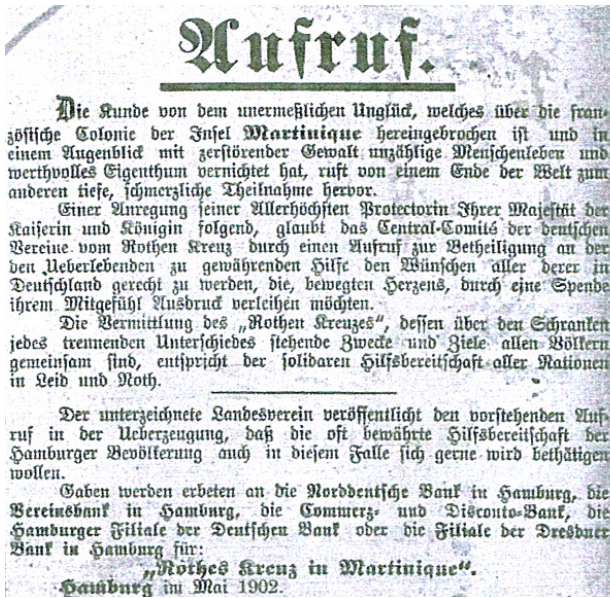 Aufruf.
Die Kunde von dem unermeßlichen Unglück, welches über die fran-
zösische Colonie der Insel Martinique hereingebrochen ist und in
einem Augenblick mit zerstörender Gewalt unzählige Menschenleben und
werthvolles Eigenthum vernichtet hat, ruft von einem Ende der Welt zum
anderen tiefe, schmerzliche Theilnahme hervor.
Einer Anregung seiner Allerhöchsten Protectorin Ihrer Majestät der
Kaiserin und Königin folgend, glaubt das Central-Comité der deutschen
Vereine vom Rothen Kreuz durch einen Aufruf zur Betheiligung an der
den Ueberlebenden zu gewährenden Hilfe den Wünschen aller derer in
Deutschland gerecht zu werden, die, bewegten Herzens, durch eine Spende
ihrem Mitgefühl Ausdruck verleihen möchten.
Die Vermittlung des „Rothen Kreuzes“, dessen über den Schranken
jedes trennenden Unterschiedes stehende Zwecke und Ziele allen Völkern
gemeinsam sind, entspricht der solidaren Hilfsbereitschaft aller Nationen
in Leid und Noth.
Der unterzeichnete Landesverein veröffentlicht den vorstehenden Auf-
ruf in der Ueberzeugung, daß die oft bewährte Hilfsbereitschaft der
Hamburger Bevölkerung auch in diesem Falle sich gerne wird bethätigen
wollen.
Gaben werden erbeten an die Norddeutsche Bank in Hamburg, die
Vereinsbank in Hamburg, die Commerz- und Disconto-Bank, die
Hamburger Filiale der Deutschen Bank oder die Filiale der Dresdner
Bank in Hamburg für:
„Rothes Kreuz in Martinique“.
Hamburg im Mai 1902.